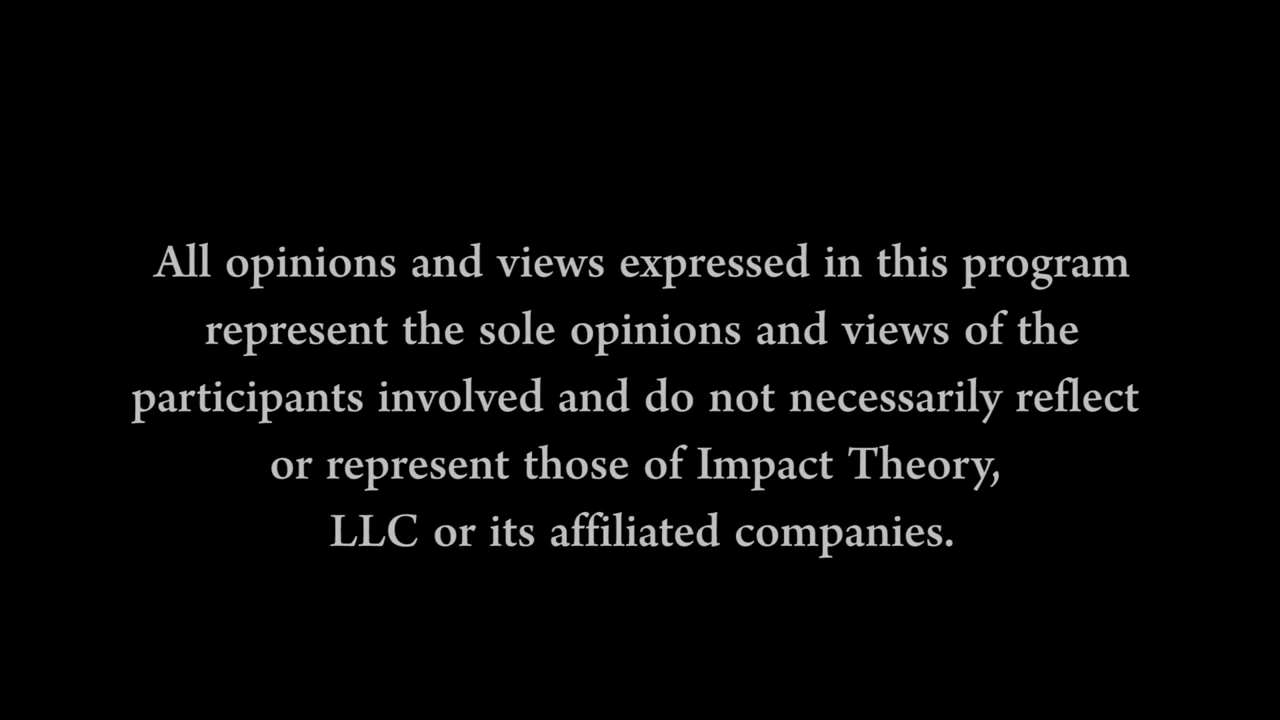 All opinions and views expressed in this program
represent the sole opinions and views of the
participants involved and do not necessarily reflect
or represent those of Impact Theory,
LLC or its affiliated companies.